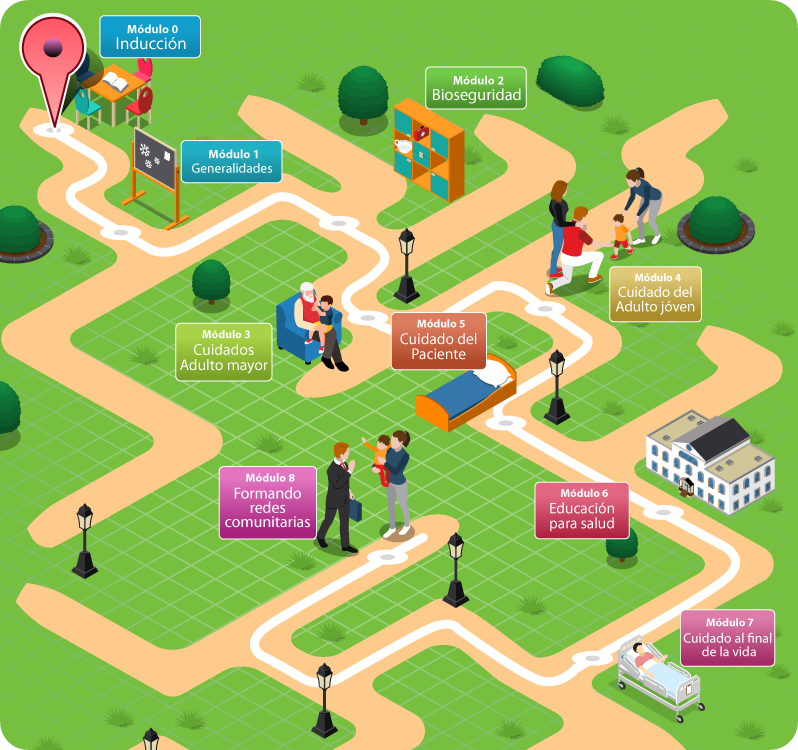 Módulo 0
Inducción
Módulo 1
Generalidades
Módulo 2
Bioseguridad
Módulo 3
Cuidados
Adulto mayor
Módulo 4
Cuidado del
Adulto jóven
Módulo 5
Cuidado del
Paciente
Módulo 6
Educación
para salud
Módulo 7
Cuidado al final
de la vida
Módulo 8
Formando
redes
comunitarias